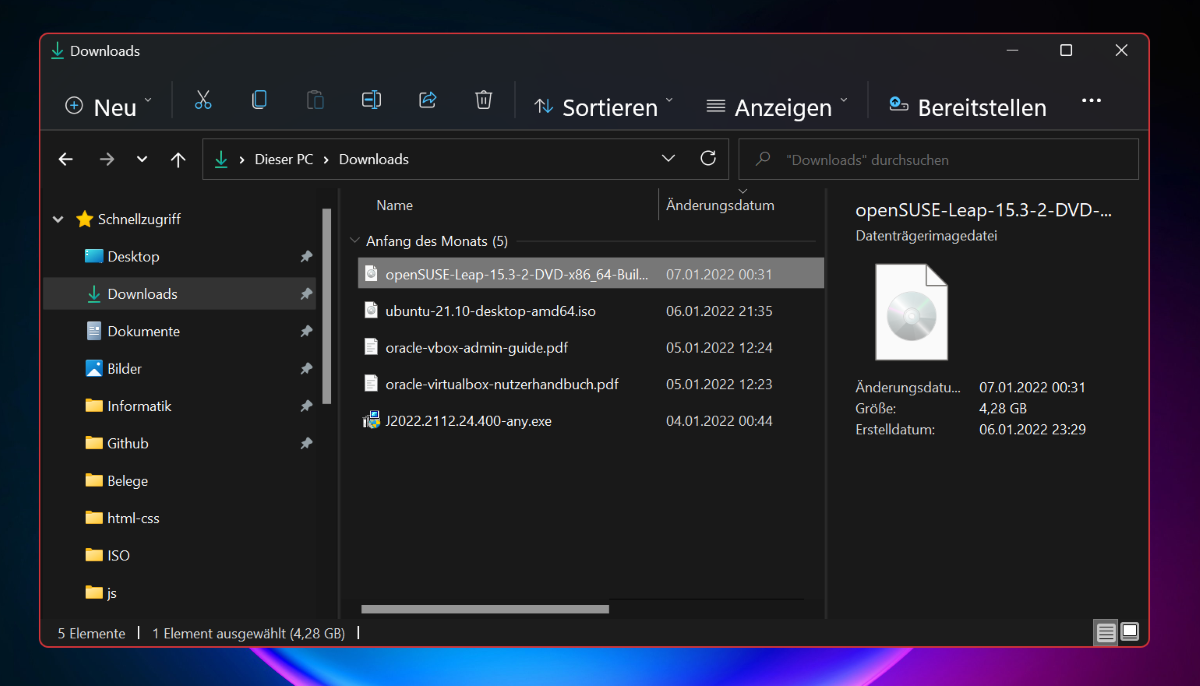 Downloads
Neu
Sortieren
Anzeigen
Bereitstellen
Dieser PC
Downloads
"Downloads" durchsuchen
Schnellzugriff
Desktop
Downloads
Dokumente
Bilder
Informatik
Github
Belege
html-css
ISO
js
Name
Änderungsdatum
Anfang des Monats (5)
openSUSE-Leap-15.3-2-DVD-x86_64-Buil... 07.01.2022 00:31
ubuntu-21.10-desktop-amd64.iso 06.01.2022 21:35
oracle-vbox-admin-guide.pdf 05.01.2022 12:24
oracle-virtualbox-nutzerhandbuch.pdf 05.01.2022 12:23
J2022.2112.24.400-any.exe 04.01.2022 00:44
openSUSE-Leap-15.3-2-DVD-...
Datenträgerimagedatei
Änderungsdatu... 07.01.2022 00:31
Größe: 4,28 GB
Erstelldatum: 06.01.2022 23:29
5 Elemente
1 Element ausgewählt (4,28 GB)